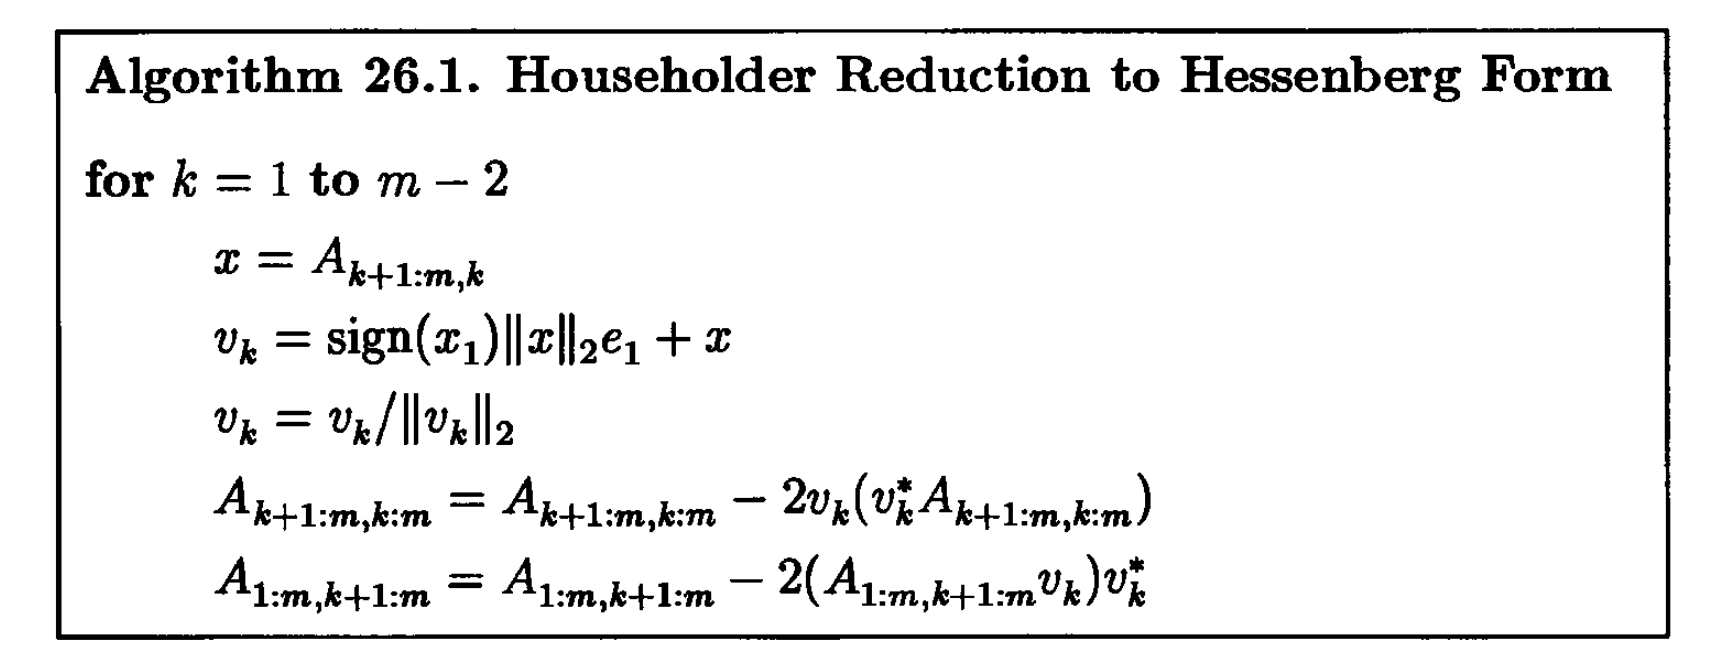 Algorithm 26.1. Householder Reduction to Hessenberg Form
for k = 1 to m − 2
x = A_{k+1:m,k}
v_k = sign(x_1)‖x‖_2 e_1 + x
v_k = v_k/‖v_k‖_2
A_{k+1:m,k:m} = A_{k+1:m,k:m} − 2v_k(v_k^* A_{k+1:m,k:m})
A_{1:m,k+1:m} = A_{1:m,k+1:m} − 2(A_{1:m,k+1:m}v_k)v_k^*